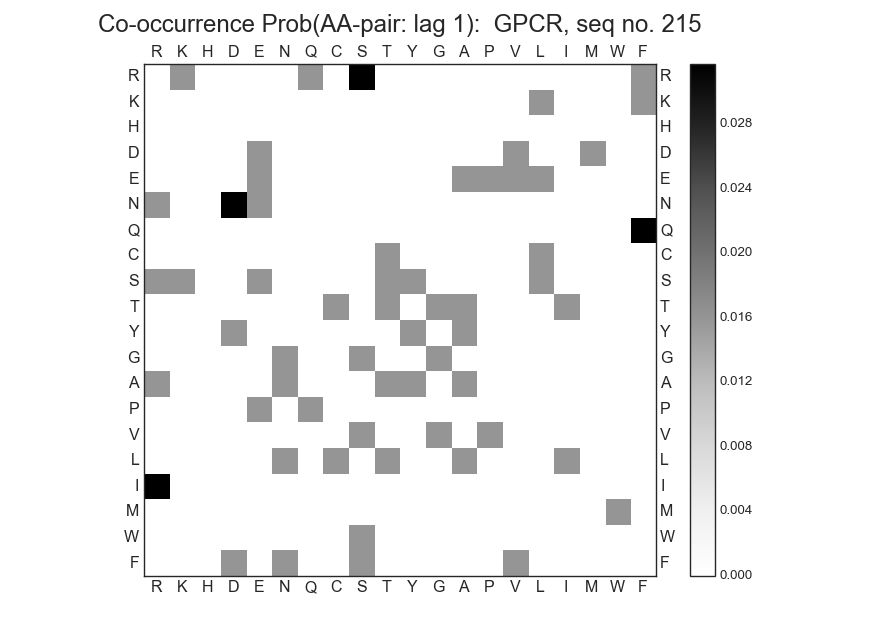 Co-occurrence Prob(AA-pair: lag 1):  GPCR, seq no. 215
R K H D E N Q C S T Y G A P V L I M W F
R R
K K
0.028
H H
D D
E E
0.024
N N
Q Q
0.020
C C
S S
T T
0.016
Y Y
G G
A A
0.012
P P
V V
0.008
L L
I I
M M
0.004
W W
F F
0.000
R K H D E N Q C S T Y G A P V L I M W F